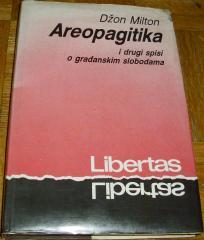 Džon Milton
Areopagitika
i drugi spisi
o građanskim slobodama
Libertas
Libertas